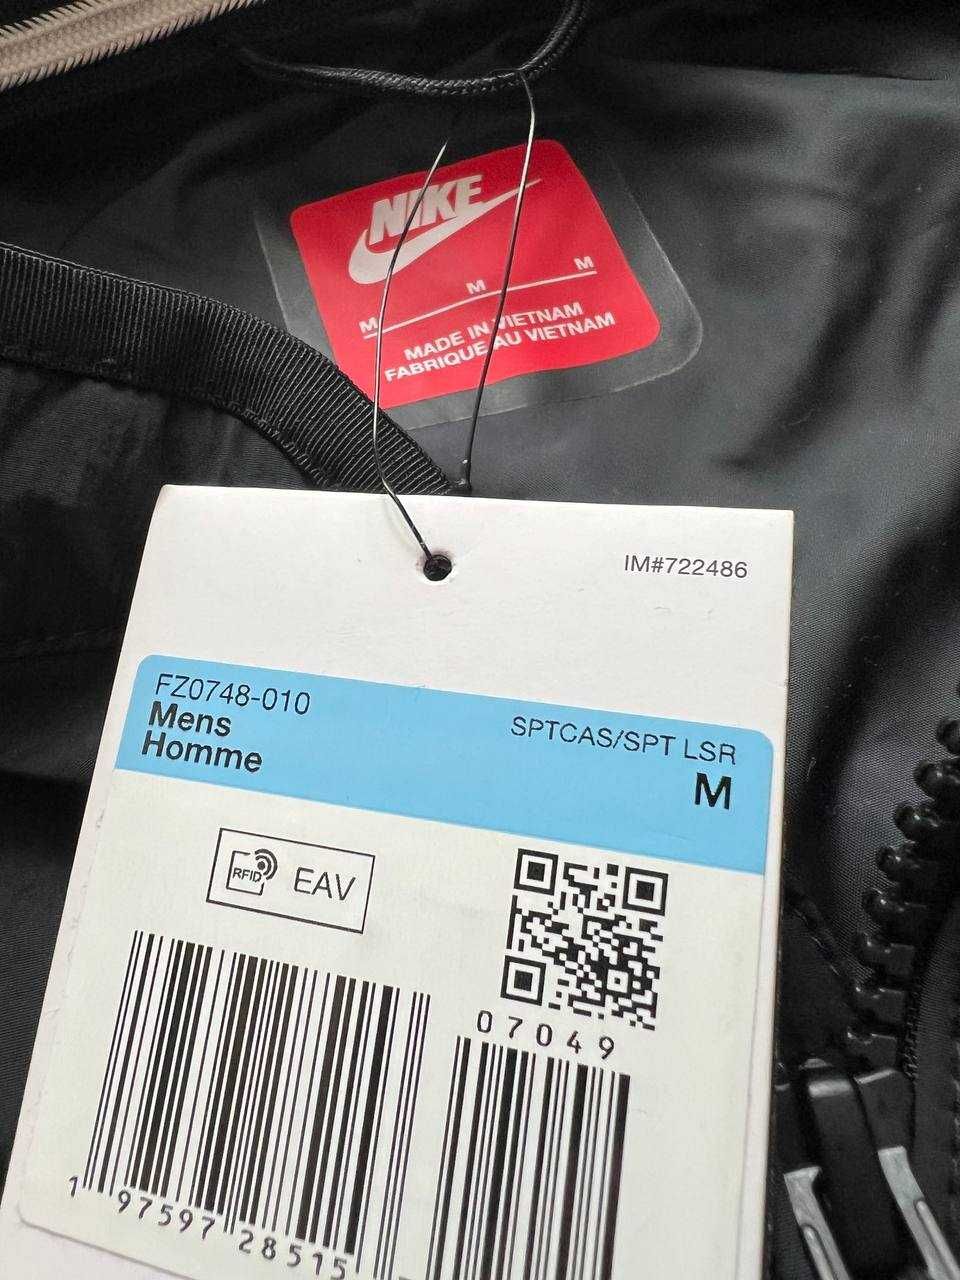 NIKE
M M M
MADE IN VIETNAM
FABRIQUE AU VIETNAM
IM#722486
FZ0748-010
Mens
Homme
SPTCAS/SPT LSR
M
RFID EAV
07049
1 97597 28515